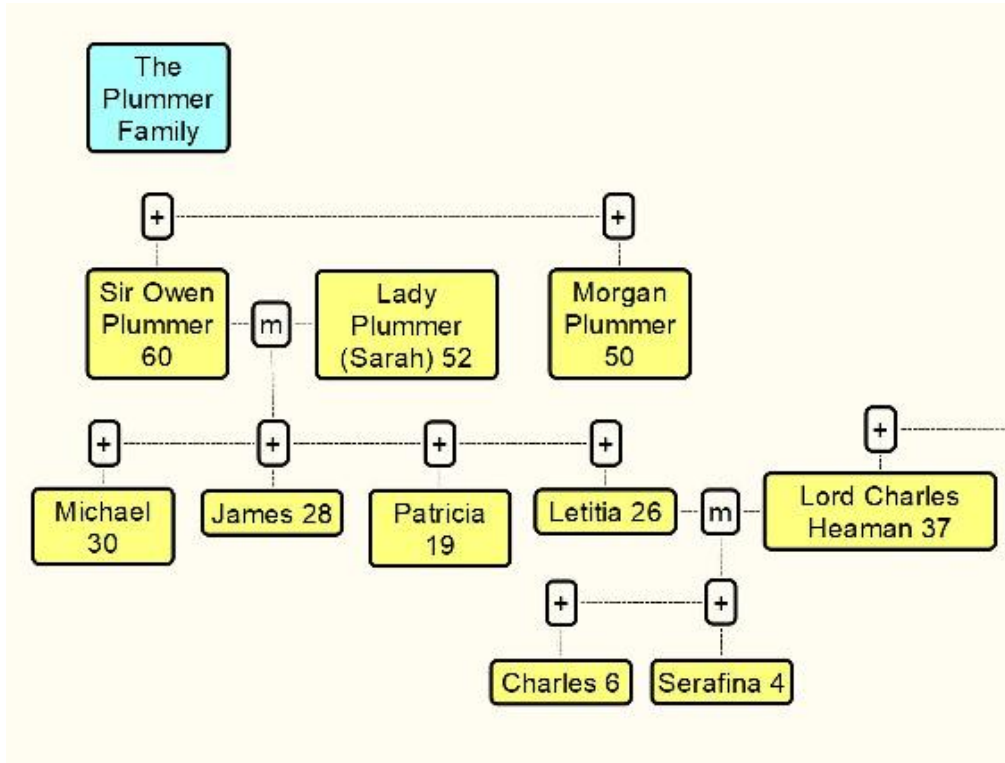 The
Plummer
Family
+
+
Sir Owen
Plummer
60
m
Lady
Plummer
(Sarah) 52
Morgan
Plummer
50
+
+
+
+
+
Michael
30
James 28
Patricia
19
Letitia 26
m
Lord Charles
Heaman 37
+
+
Charles 6
Serafina 4